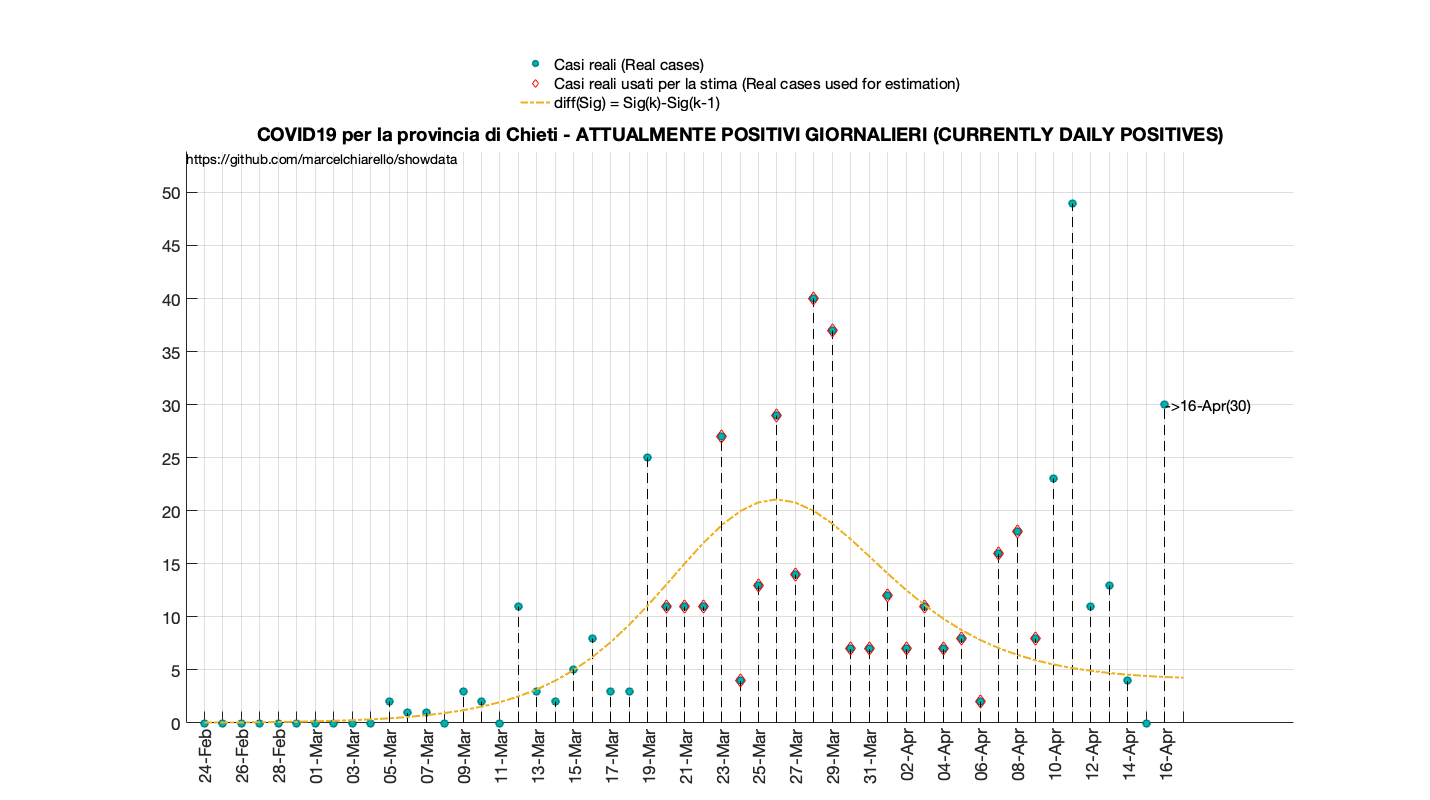 Casi reali (Real cases)
Casi reali usati per la stima (Real cases used for estimation)
diff(Sig) = Sig(k)-Sig(k-1)
COVID19 per la provincia di Chieti - ATTUALMENTE POSITIVI GIORNALIERI (CURRENTLY DAILY POSITIVES)
https://github.com/marcelchiarello/showdata
50
45
40
35
30
25
20
15
10
5
0
->16-Apr(30)
24-Feb
26-Feb
28-Feb
01-Mar
03-Mar
05-Mar
07-Mar
09-Mar
11-Mar
13-Mar
15-Mar
17-Mar
19-Mar
21-Mar
23-Mar
25-Mar
27-Mar
29-Mar
31-Mar
02-Apr
04-Apr
06-Apr
08-Apr
10-Apr
12-Apr
14-Apr
16-Apr